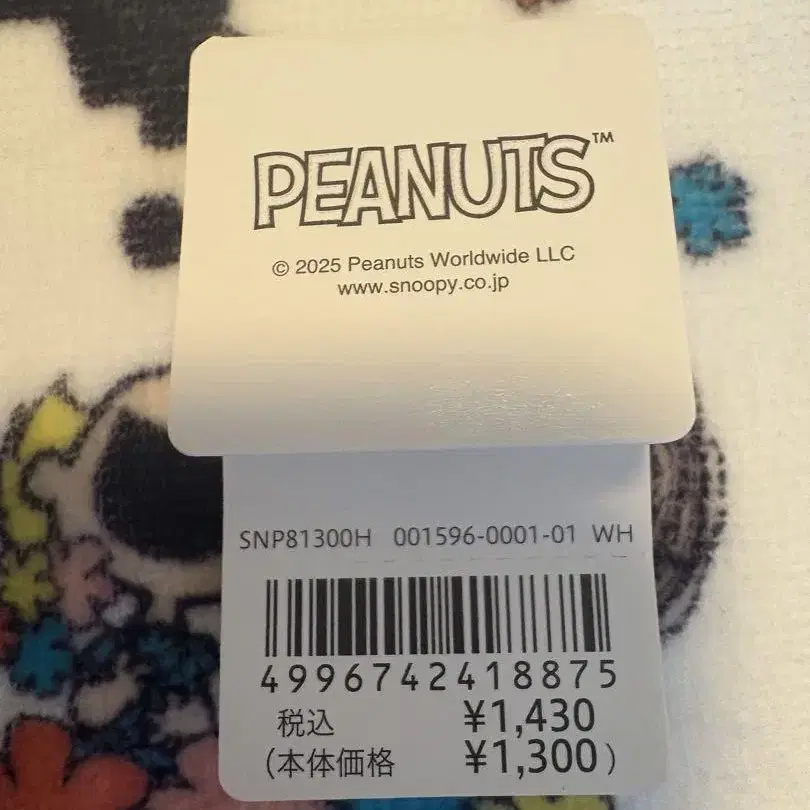 PEANUTS™
© 2025 Peanuts Worldwide LLC
www.snoopy.co.jp
SNP81300H 001596-0001-01 WH
4996742418875
税込 ¥1,430
(本体価格 ¥1,300)